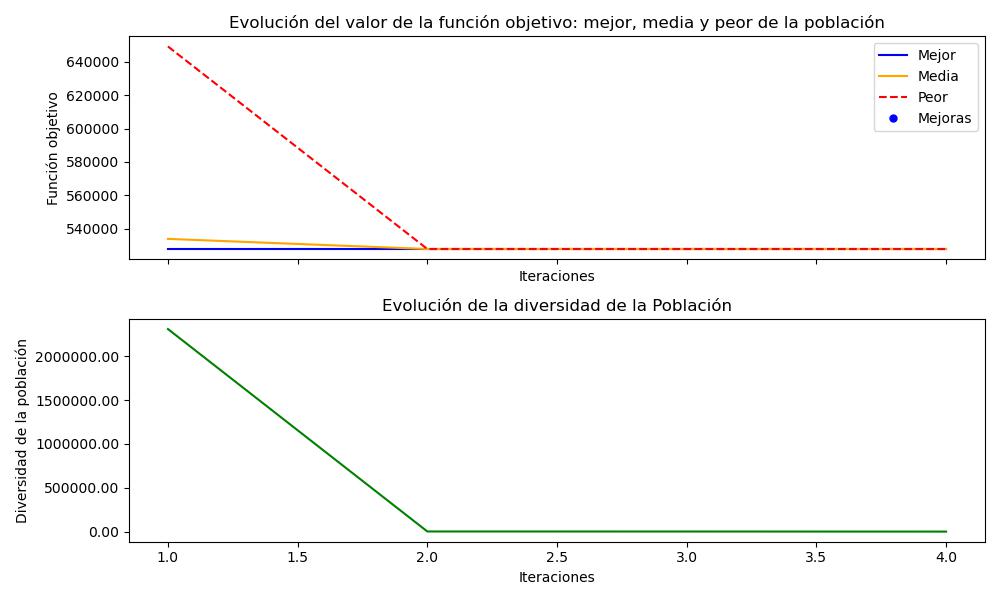 Evolución del valor de la función objetivo: mejor, media y peor de la población
Función objetivo
640000
620000
600000
580000
560000
540000
Mejor
Media
Peor
Mejoras
Iteraciones
Evolución de la diversidad de la Población
Diversidad de la población
2000000.00
1500000.00
1000000.00
500000.00
0.00
1.0 1.5 2.0 2.5 3.0 3.5 4.0
Iteraciones